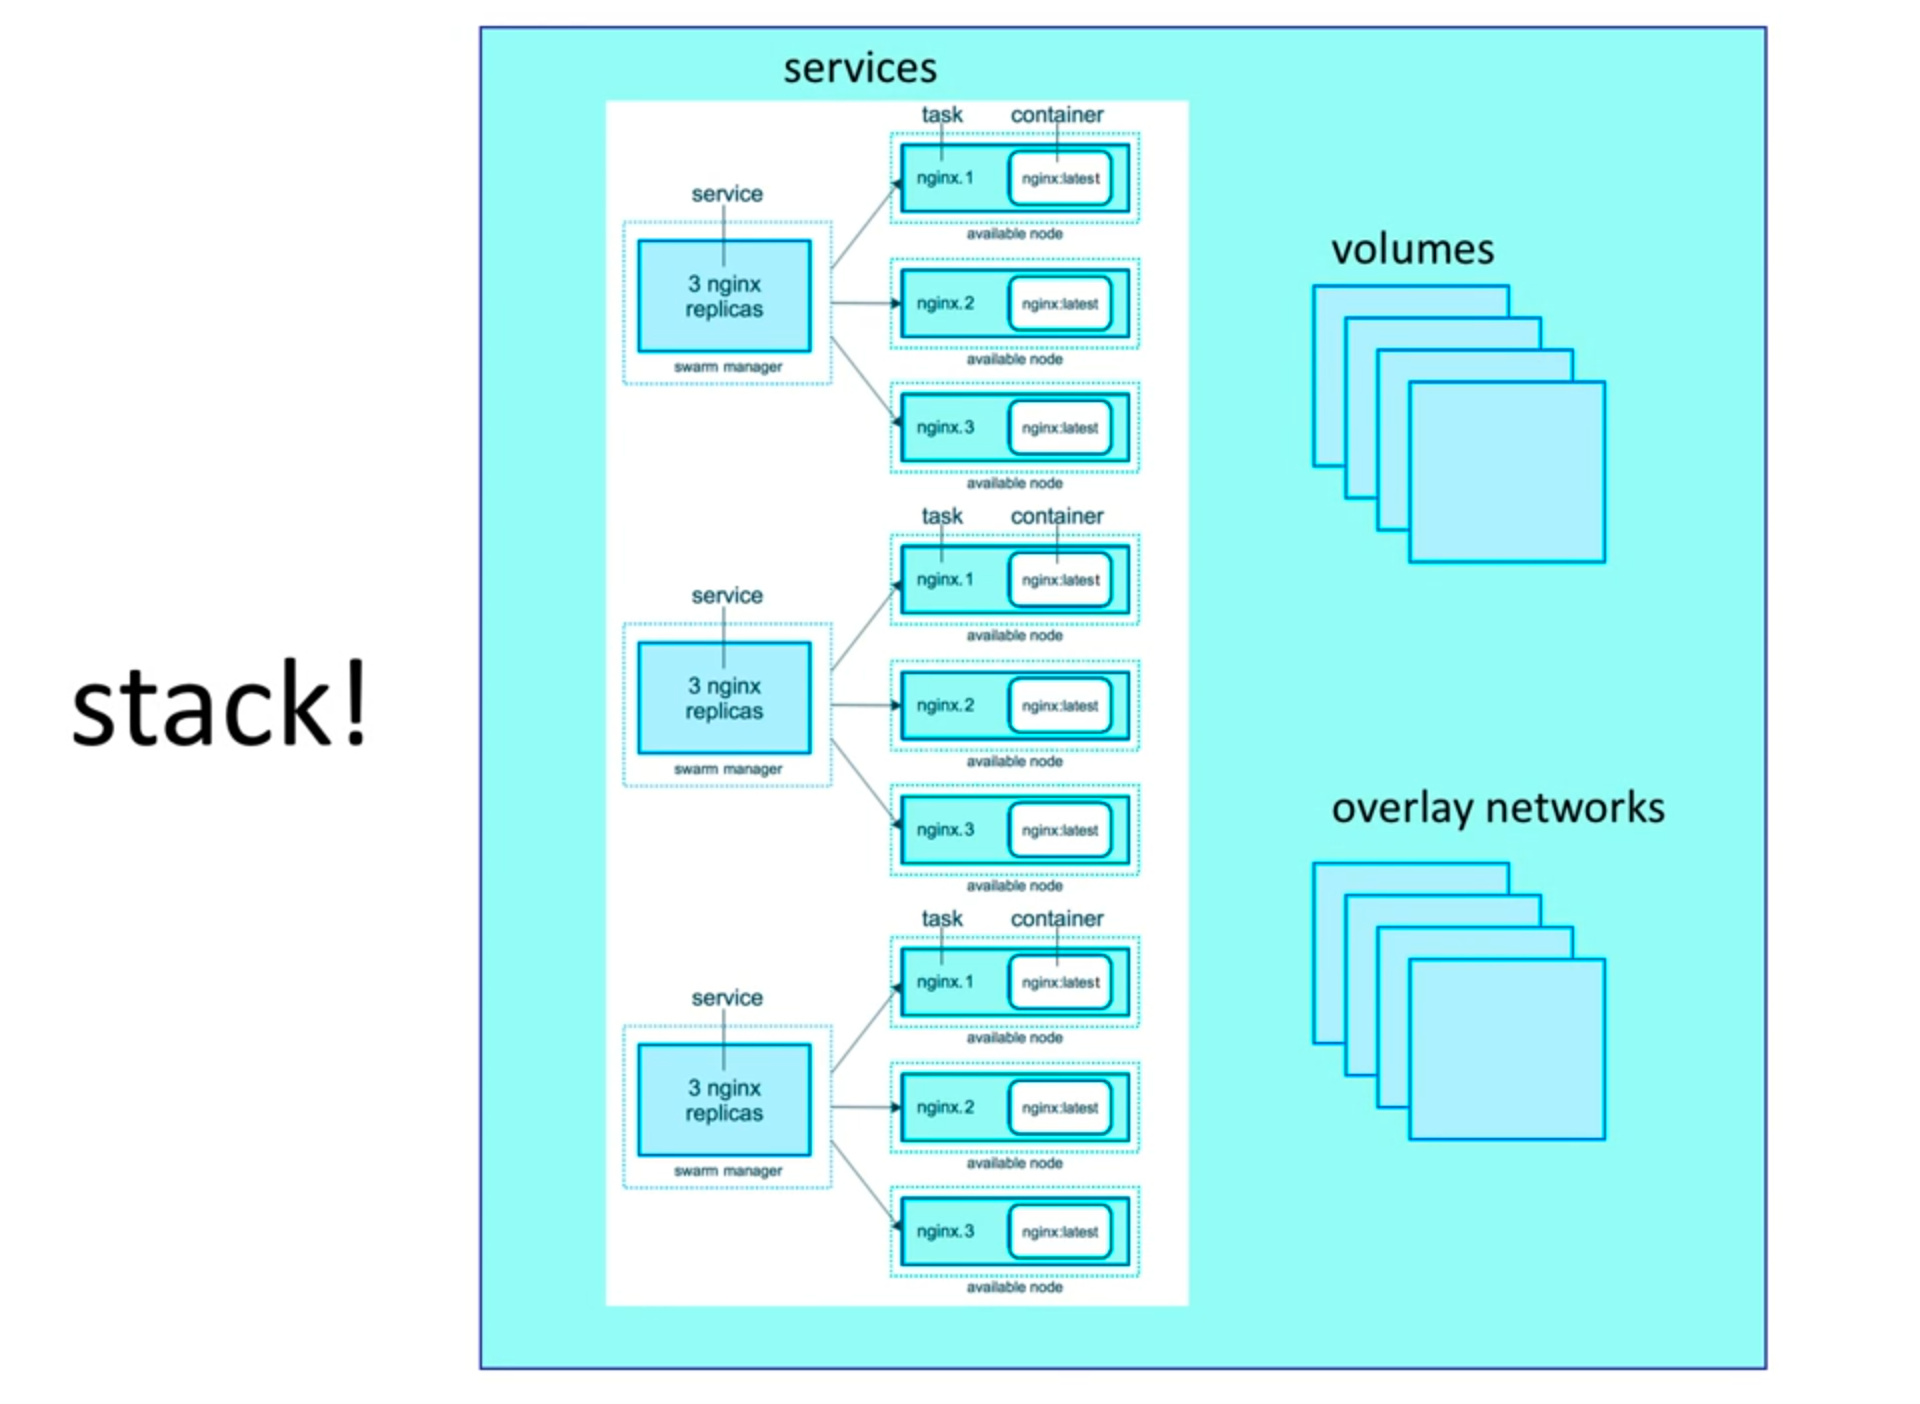 stack!
services
task container
nginx.1 nginx:latest
available node
service
3 nginx
replicas
swarm manager
nginx.2 nginx:latest
available node
nginx.3 nginx:latest
available node
task container
nginx.1 nginx:latest
available node
service
3 nginx
replicas
swarm manager
nginx.2 nginx:latest
available node
nginx.3 nginx:latest
available node
task container
nginx.1 nginx:latest
available node
service
3 nginx
replicas
swarm manager
nginx.2 nginx:latest
available node
nginx.3 nginx:latest
available node
volumes
overlay networks